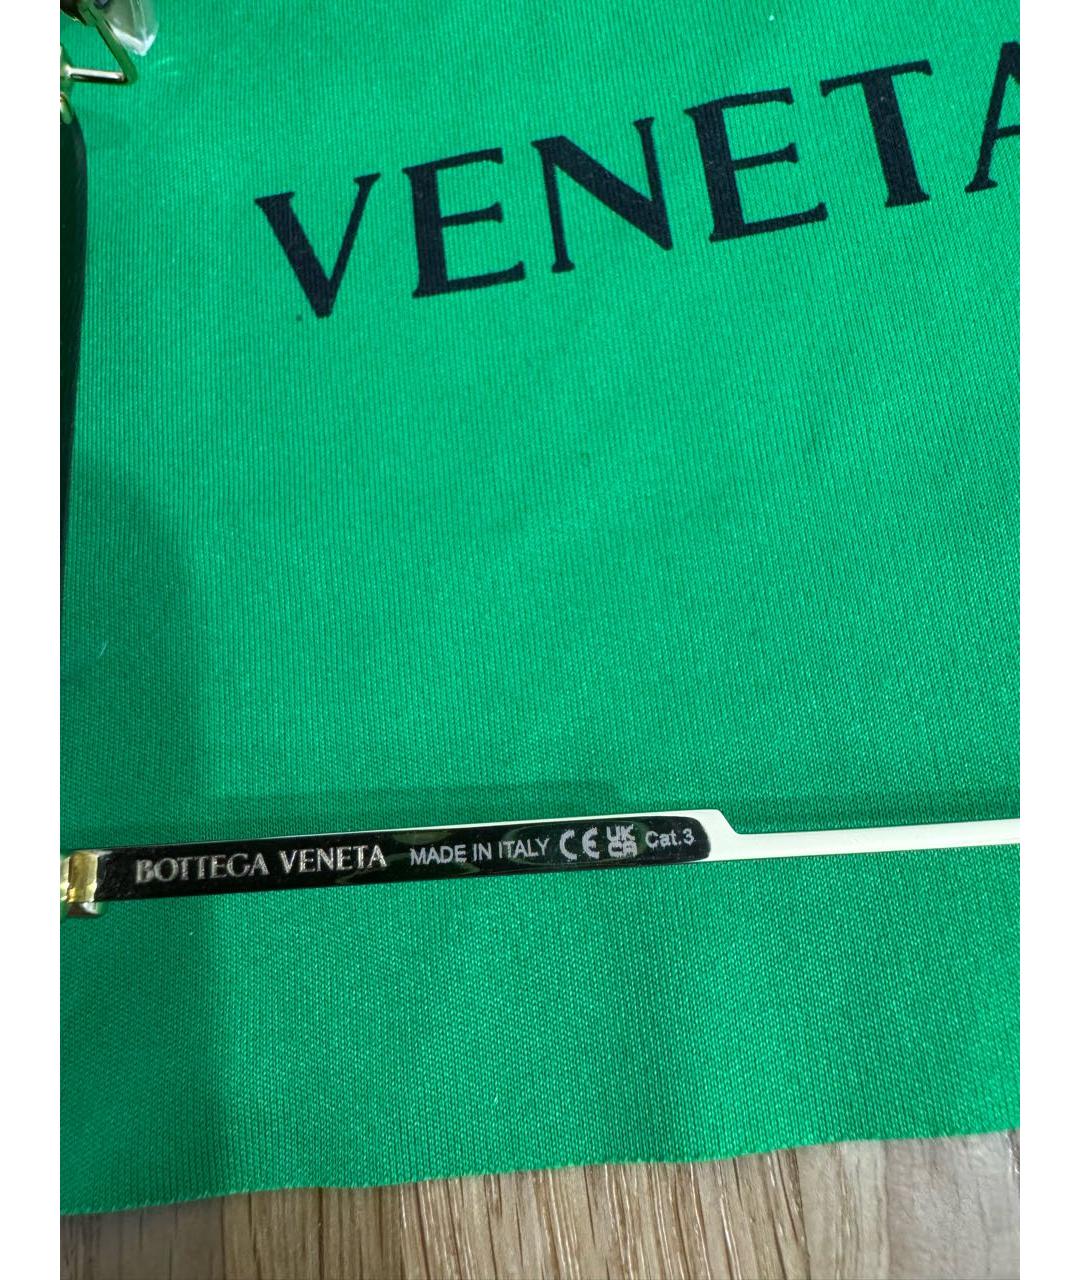 VENETA
BOTTEGA VENETA MADE IN ITALY CE UK CA Cat.3